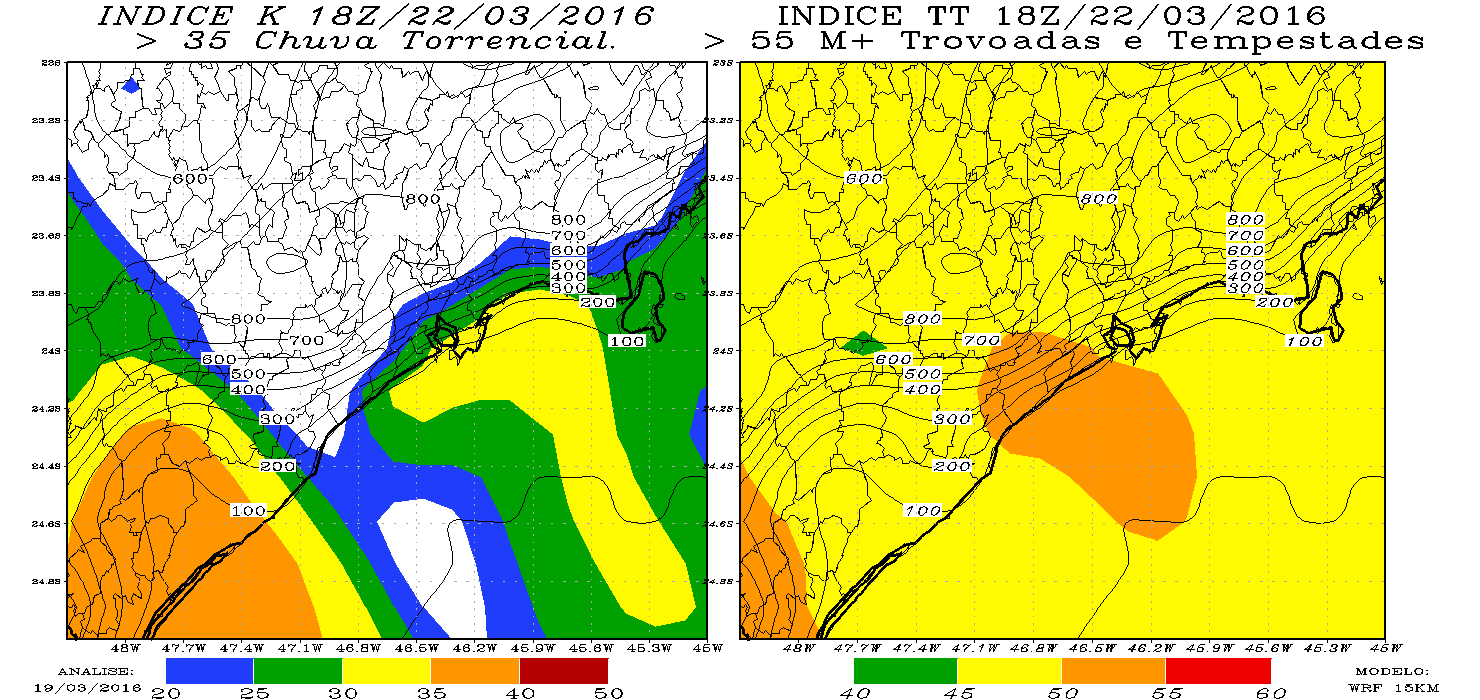 INDICE K 18Z/22/03/2016
> 35 Chuva Torrencial.
INDICE TT 18Z/22/03/2016
> 55 M+ Trovoadas e Tempestades
23S
23.2S
23.4S
23.6S
23.8S
24S
24.2S
24.4S
24.6S
24.8S
600
800
800
700
600
500
400
300
200
100
800
700
600
500
400
300
200
100
48W 47.7W 47.4W 47.1W 46.8W 46.5W 46.2W 45.9W 45.6W 45.3W 45W
23S
23.2S
23.4S
23.6S
23.8S
24S
24.2S
24.4S
24.6S
24.8S
600
800
800
700
600
500
400
300
200
100
800
700
600
500
400
300
200
100
48W 47.7W 47.4W 47.1W 46.8W 46.5W 46.2W 45.9W 45.6W 45.3W 45W
ANALISE:
19/03/2016
20 25 30 35 40 50
40 45 50 55 60
MODELO:
WRF 15KM